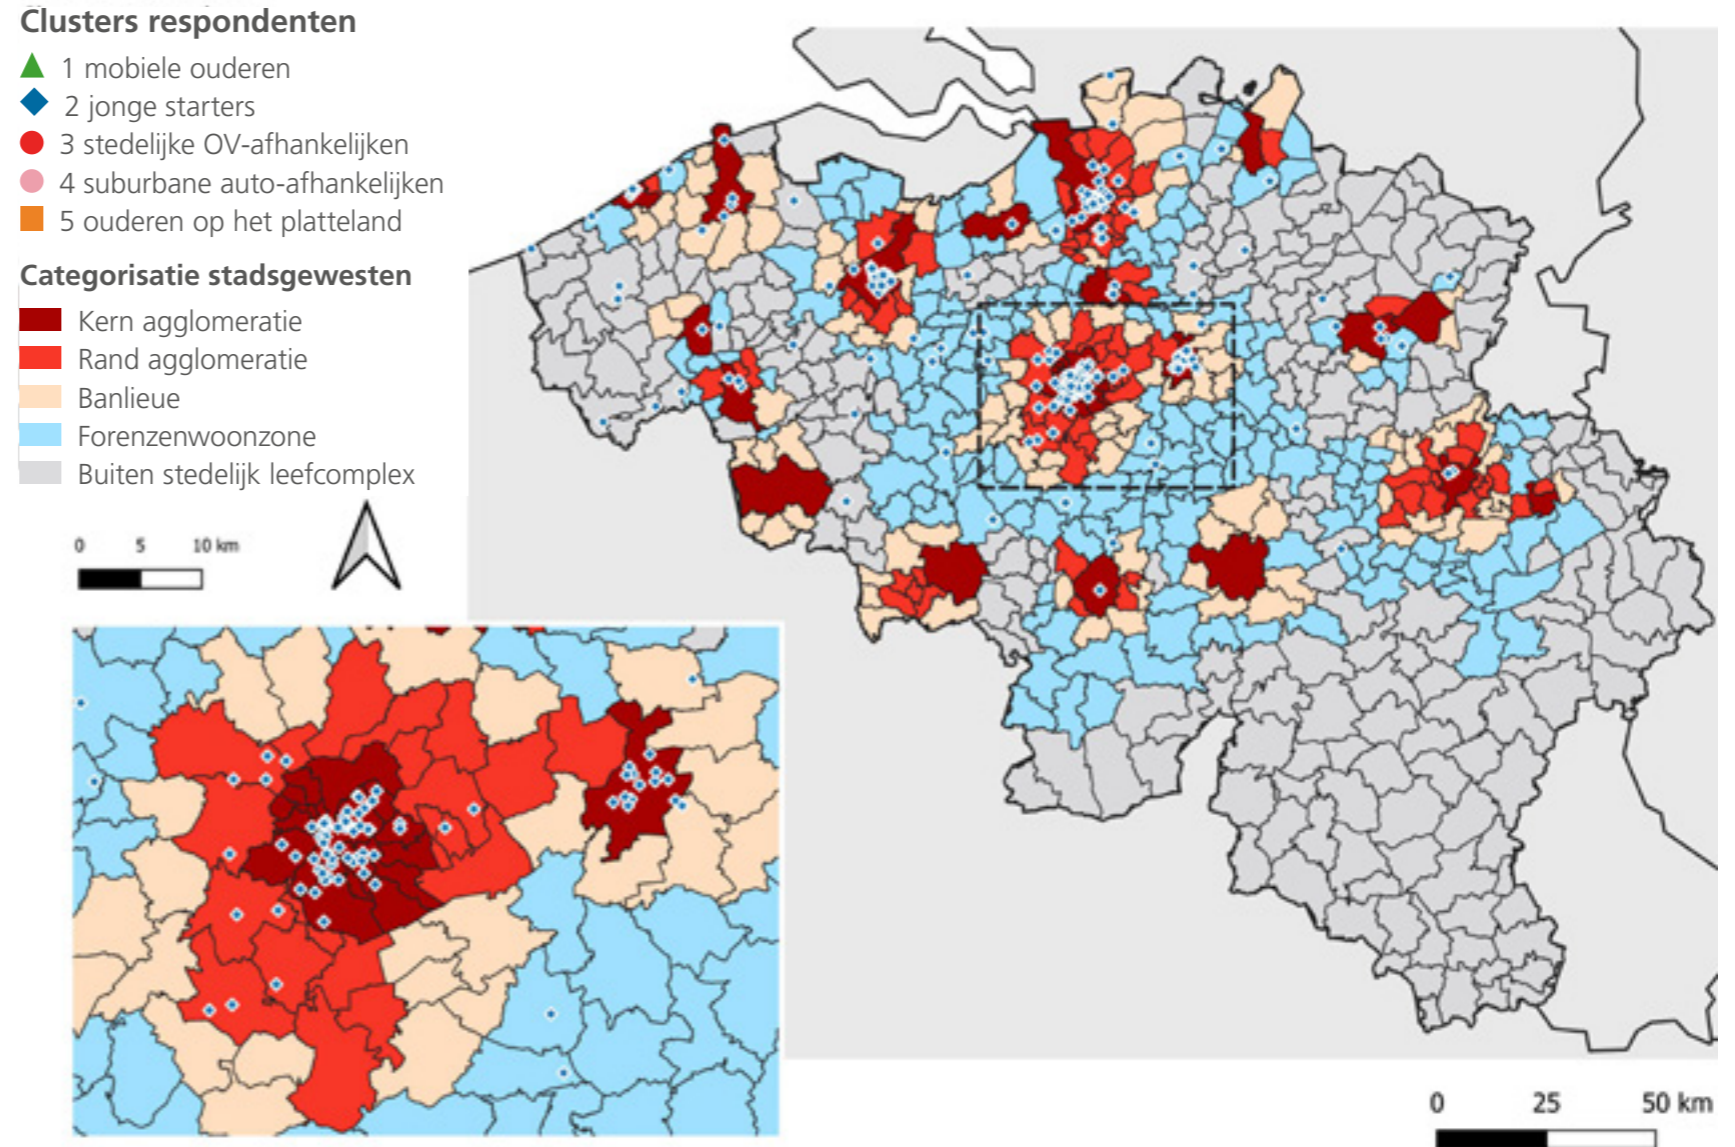 Clusters respondenten
1 mobiele ouderen
2 jonge starters
3 stedelijke OV-afhankelijken
4 suburbane auto-afhankelijken
5 ouderen op het platteland
Categorisatie stadsgewesten
Kern agglomeratie
Rand agglomeratie
Banlieue
Forenzenwoonzone
Buiten stedelijk leefcomplex
0 5 10 km
0 25 50 km